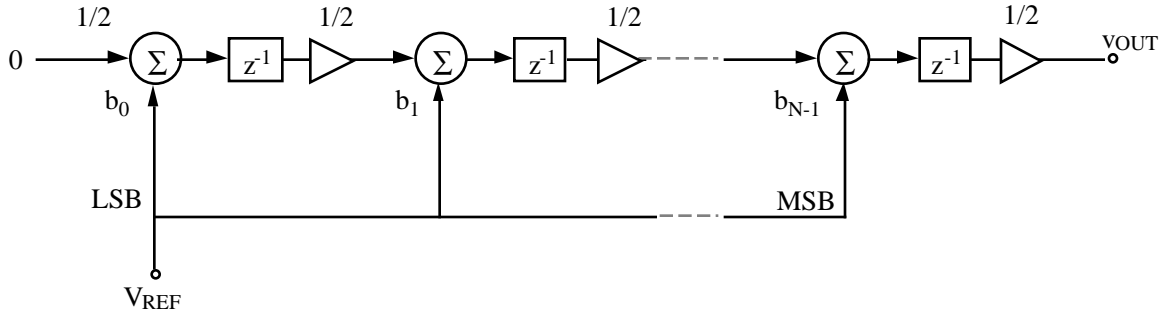 1/2 1/2 1/2 1/2
0 Σ z-1 Σ z-1 Σ z-1 vOUT
b0 b1 bN-1
LSB MSB
VREF